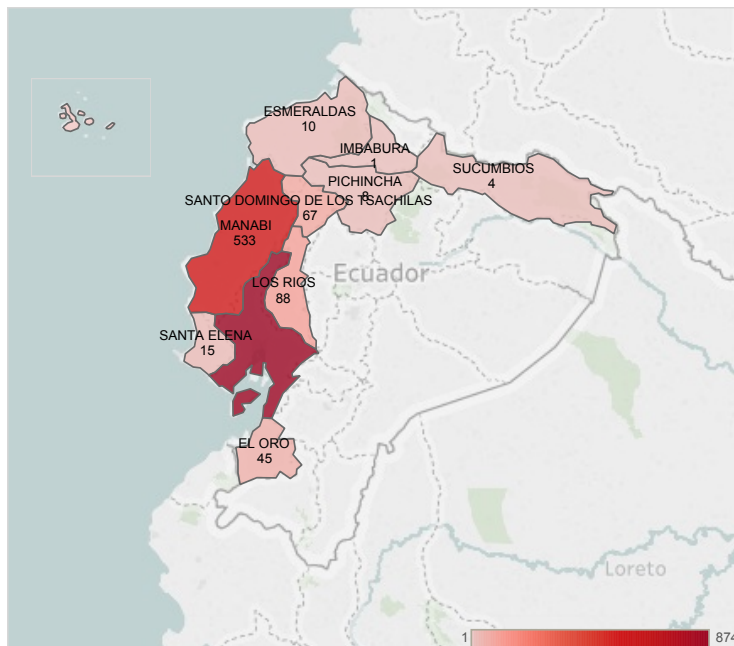 ESMERALDAS
10
IMBABURA
1
SUCUMBIOS
4
PICHINCHA
8
SANTO DOMINGO DE LOS TSACHILAS
67
MANABI
533
Ecuador
LOS RIOS
88
SANTA ELENA
15
EL ORO
45
Loreto
1
874